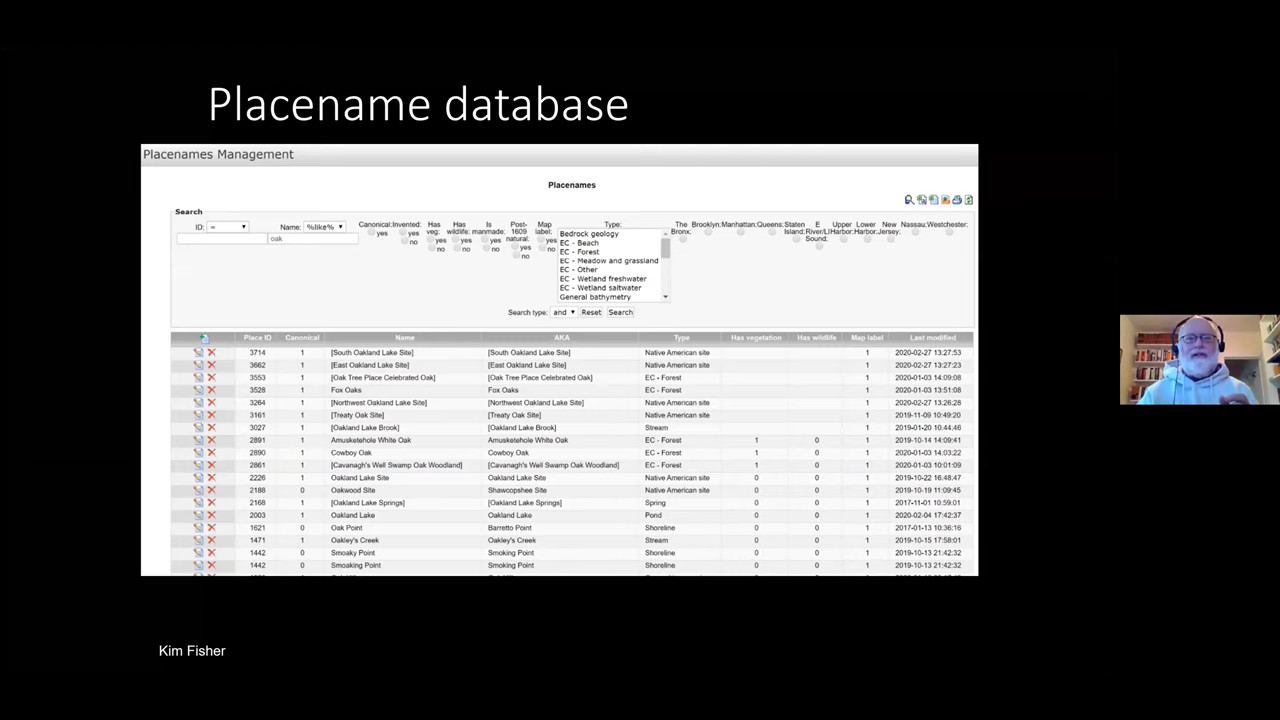 Placename database
Placenames Management
Placenames
Search
ID: = Name: %like% Canonical: Invented: Has veg: Has wildlife: Is manmade: Post-1609 natural: Map label: Type: The Bronx: Brooklyn: Manhattan: Queens: Staten Island: E River/LI Sound: Upper Harbor: Lower Harbor: New Jersey: Nassau: Westchester:
oak
yes yes yes yes yes yes yes
no no no no no no
Bedrock geology
EC - Beach
EC - Forest
EC - Meadow and grassland
EC - Other
EC - Wetland freshwater
EC - Wetland saltwater
General bathymetry
Search type: and Reset Search
Place ID Canonical Name AKA Type Has vegetation Has wildlife Map label Last modified
3714 1 [South Oakland Lake Site] [South Oakland Lake Site] Native American site 1 2020-02-27 13:27:53
3662 1 [East Oakland Lake Site] [East Oakland Lake Site] Native American site 1 2020-02-27 13:27:23
3553 1 [Oak Tree Place Celebrated Oak] [Oak Tree Place Celebrated Oak] EC - Forest 1 2020-01-03 14:09:08
3528 1 Fox Oaks Fox Oaks EC - Forest 1 2020-01-03 13:51:08
3264 1 [Northwest Oakland Lake Site] [Northwest Oakland Lake Site] Native American site 1 2020-02-27 13:26:28
3161 1 [Treaty Oak Site] [Treaty Oak Site] Native American site 1 2019-11-09 10:49:20
3027 1 [Oakland Lake Brook] [Oakland Lake Brook] Stream 1 2019-01-20 10:44:46
2891 1 Amusketehole White Oak Amusketehole White Oak EC - Forest 1 0 1 2019-10-14 14:09:41
2890 1 Cowboy Oak Cowboy Oak EC - Forest 1 0 1 2020-01-03 14:03:22
2861 1 [Cavanagh's Well Swamp Oak Woodland] [Cavanagh's Well Swamp Oak Woodland] EC - Forest 1 0 1 2020-01-03 10:01:09
2226 1 Oakland Lake Site Oakland Lake Site Native American site 0 0 1 2019-10-22 16:48:47
2188 0 Oakwood Site Shawcopshee Site Native American site 0 0 1 2019-10-19 11:09:45
2168 1 [Oakland Lake Springs] [Oakland Lake Springs] Spring 0 0 1 2017-11-01 10:59:01
2003 1 Oakland Lake Oakland Lake Pond 0 0 1 2020-02-04 17:42:37
1621 0 Oak Point Barretto Point Shoreline 0 0 1 2017-01-13 10:36:16
1471 1 Oakley's Creek Oakley's Creek Stream 0 0 1 2019-10-15 17:58:01
1442 0 Smoaky Point Smoking Point Shoreline 0 0 1 2019-10-13 21:42:32
1442 0 Smoaking Point Smoking Point Shoreline 0 0 1 2019-10-13 21:42:32
Kim Fisher